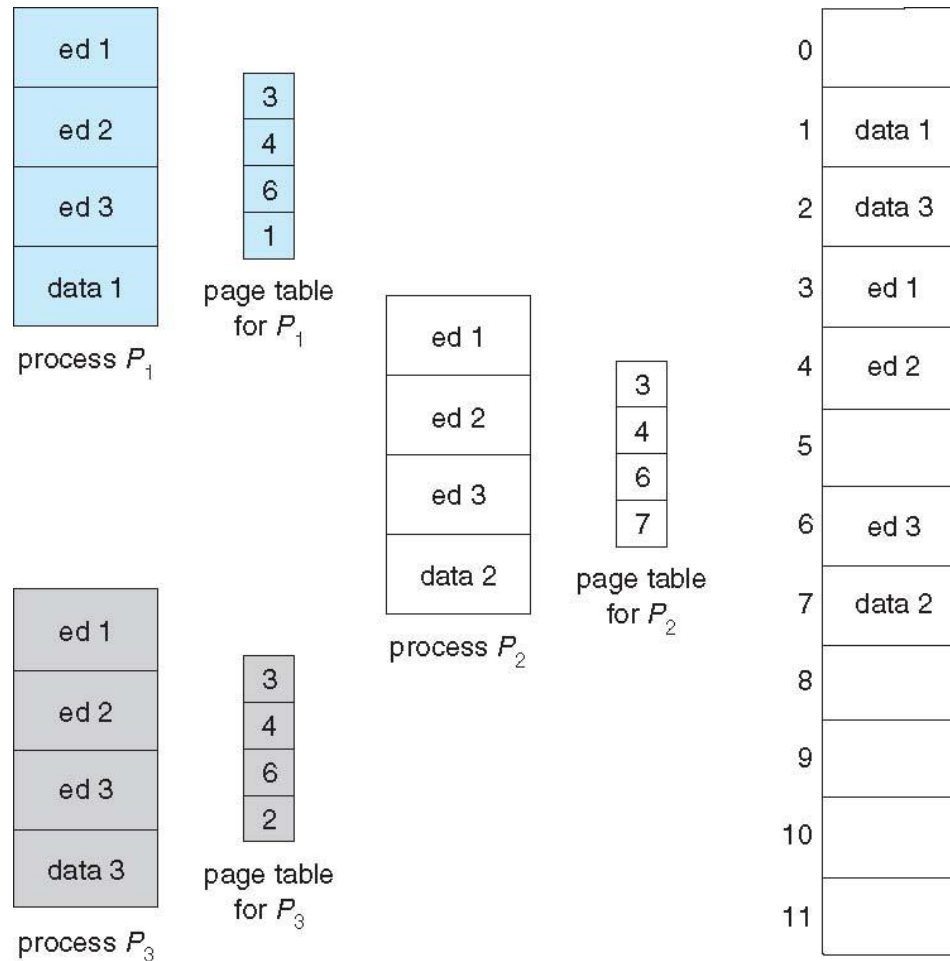 ed 1
ed 2
ed 3
data 1
process P1
3
4
6
1
page table
for P1
ed 1
ed 2
ed 3
data 2
process P2
3
4
6
7
page table
for P2
ed 1
ed 2
ed 3
data 3
process P3
3
4
6
2
page table
for P3
0
1 data 1
2 data 3
3 ed 1
4 ed 2
5
6 ed 3
7 data 2
8
9
10
11